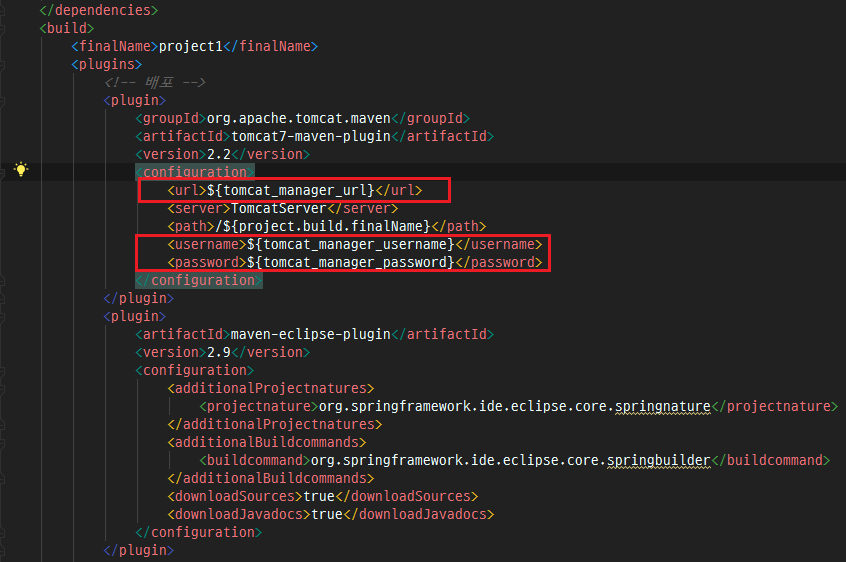 </dependencies>
<build>
<finalName>project1</finalName>
<plugins>
<!-- 배포 -->
<plugin>
<groupId>org.apache.tomcat.maven</groupId>
<artifactId>tomcat7-maven-plugin</artifactId>
<version>2.2</version>
<configuration>
<url>${tomcat_manager_url}</url>
<server>TomcatServer</server>
<path>/${project.build.finalName}</path>
<username>${tomcat_manager_username}</username>
<password>${tomcat_manager_password}</password>
</configuration>
</plugin>
<plugin>
<artifactId>maven-eclipse-plugin</artifactId>
<version>2.9</version>
<configuration>
<additionalProjectnatures>
<projectnature>org.springframework.ide.eclipse.core.springnature</projectnature>
</additionalProjectnatures>
<additionalBuildcommands>
<buildcommand>org.springframework.ide.eclipse.core.springbuilder</buildcommand>
</additionalBuildcommands>
<downloadSources>true</downloadSources>
<downloadJavadocs>true</downloadJavadocs>
</configuration>
</plugin>